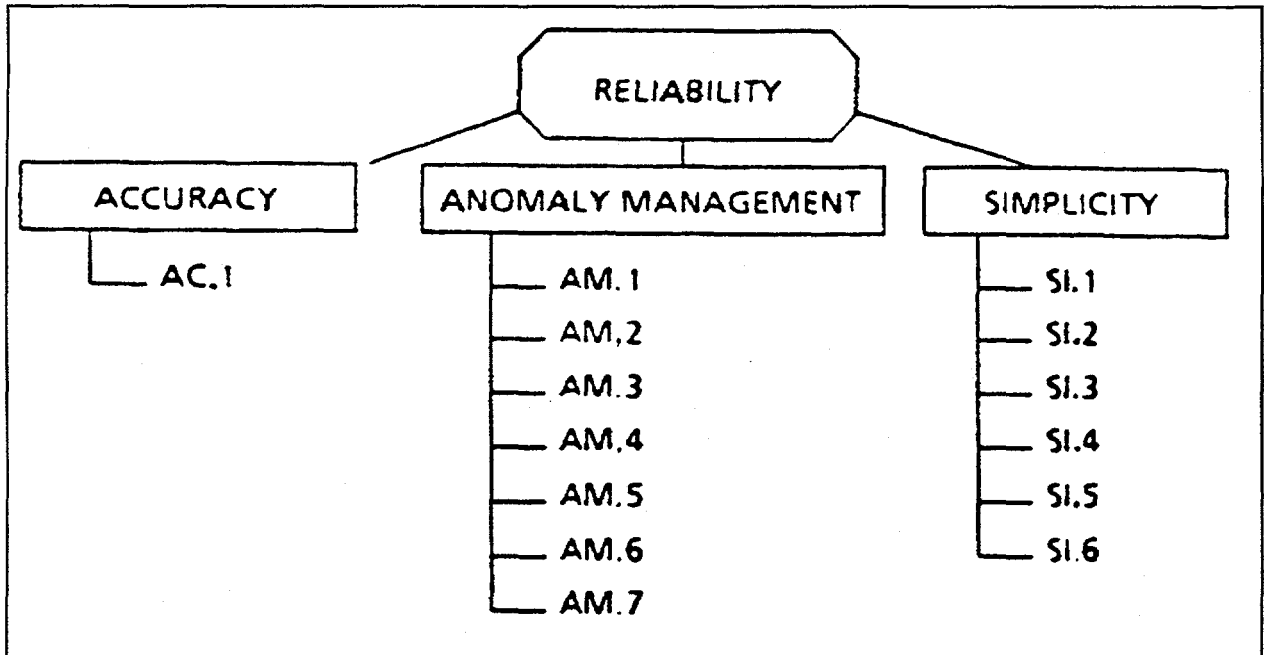 RELIABILITY
ACCURACY
ANOMALY MANAGEMENT
SIMPLICITY
AC.1
AM.1
AM,2
AM.3
AM,4
AM.5
AM.6
AM.7
SI.1
SI.2
SI.3
SI.4
SI.5
SI.6